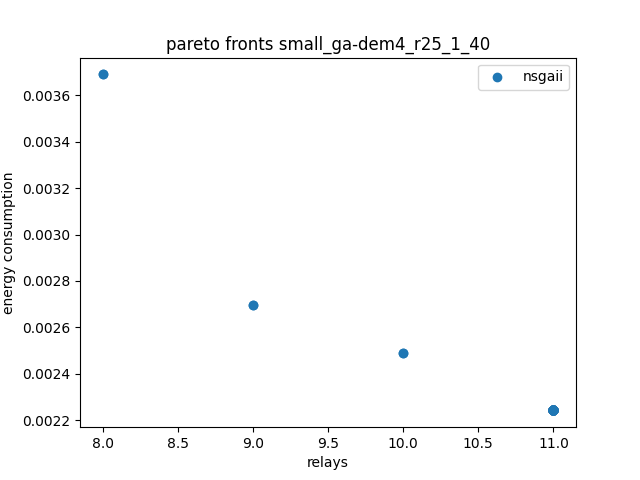 pareto fronts small_ga-dem4_r25_1_40
nsgaii
0.0036
0.0034
0.0032
0.0030
0.0028
0.0026
0.0024
0.0022
energy consumption
8.0 8.5 9.0 9.5 10.0 10.5 11.0
relays